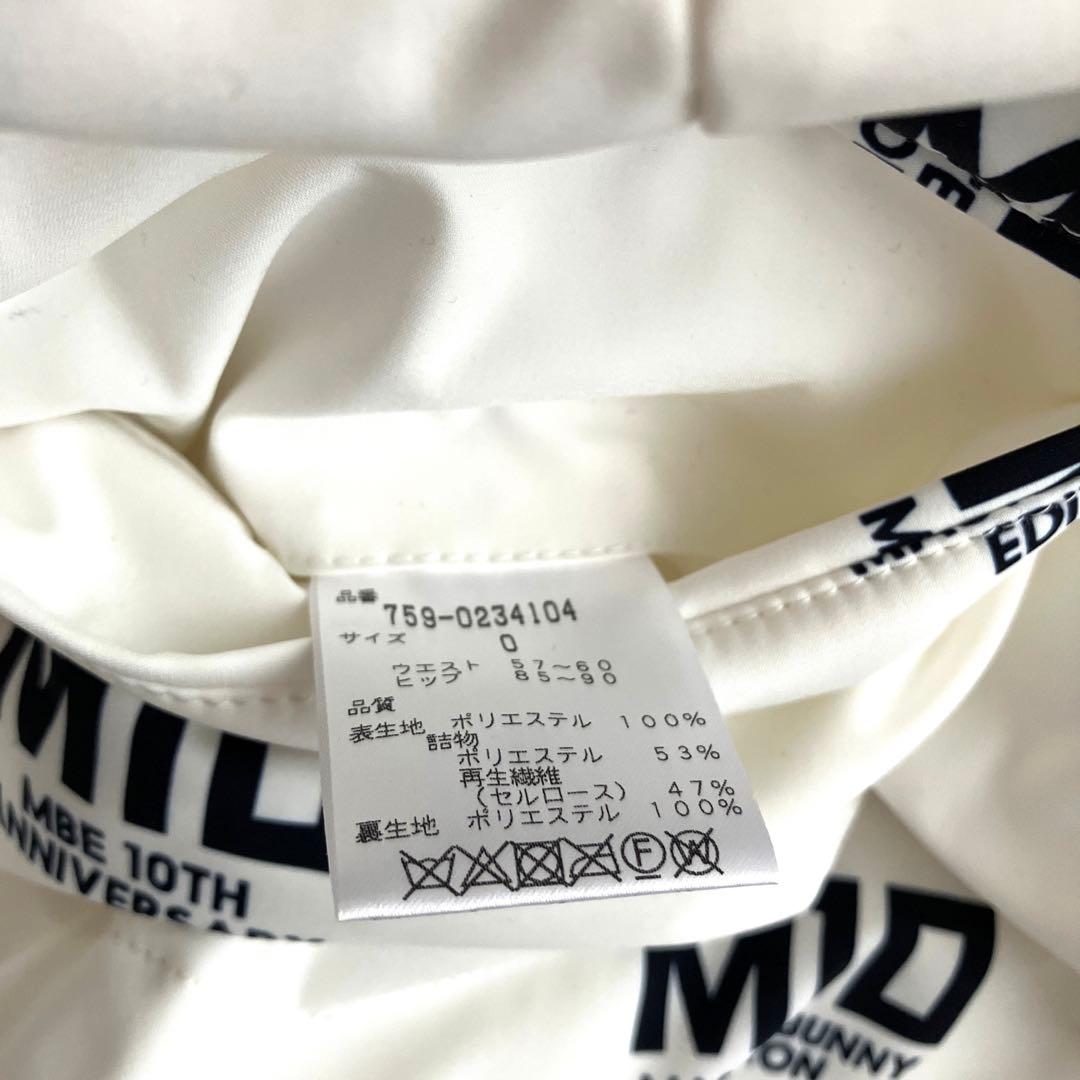 品番
759-0234104
サイズ 0
ウエスト 57～60
ヒップ 85～90
品質
表生地 ポリエステル 100%
詰物
ポリエステル 53%
再生繊維
(セルロース) 47%
裏生地 ポリエステル 100%
F W
MBE 10TH
ANNIVERSARY
M10
JUNNY